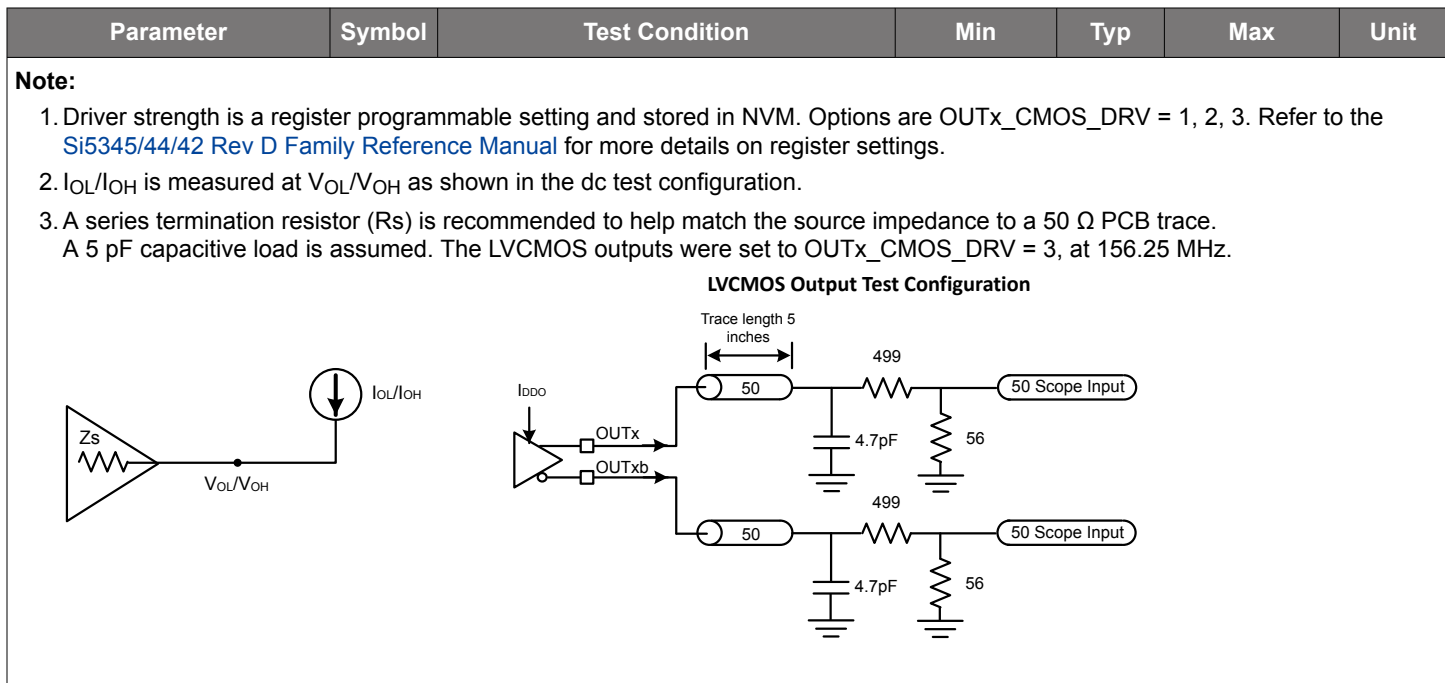 Parameter Symbol Test Condition Min Typ Max Unit
Note:
1. Driver strength is a register programmable setting and stored in NVM. Options are OUTx_CMOS_DRV = 1, 2, 3. Refer to the
Si5345/44/42 Rev D Family Reference Manual for more details on register settings.
2. IOL/IOH is measured at VOL/VOH as shown in the dc test configuration.
3. A series termination resistor (Rs) is recommended to help match the source impedance to a 50 Ω PCB trace.
A 5 pF capacitive load is assumed. The LVCMOS outputs were set to OUTx_CMOS_DRV = 3, at 156.25 MHz.
LVCMOS Output Test Configuration
Trace length 5
inches
Zs
IOL/IOH
VOL/VOH
IDDO
OUTx
OUTxb
50
499
50 Scope Input
4.7pF
56
50
499
50 Scope Input
4.7pF
56